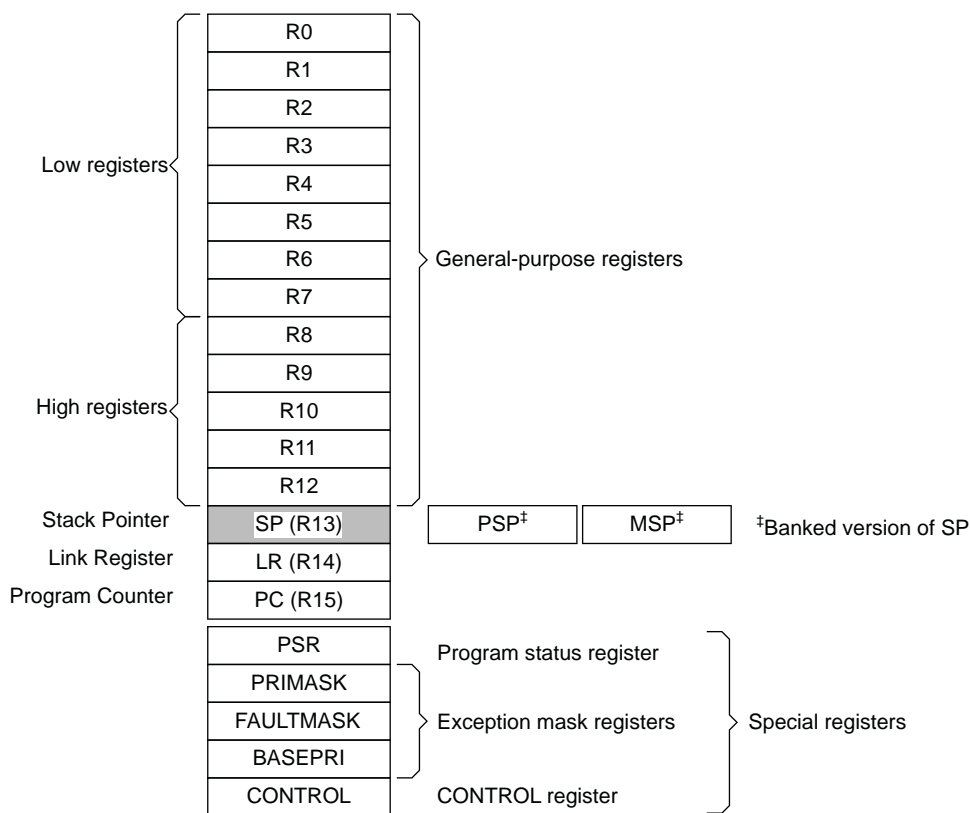 R0
R1
R2
R3
Low registers
R4
R5
R6
General-purpose registers
R7
R8
R9
High registers
R10
R11
R12
Stack Pointer SP (R13) PSP‡ MSP‡ ‡Banked version of SP
Link Register LR (R14)
Program Counter PC (R15)
PSR Program status register
PRIMASK
FAULTMASK Exception mask registers Special registers
BASEPRI
CONTROL CONTROL register